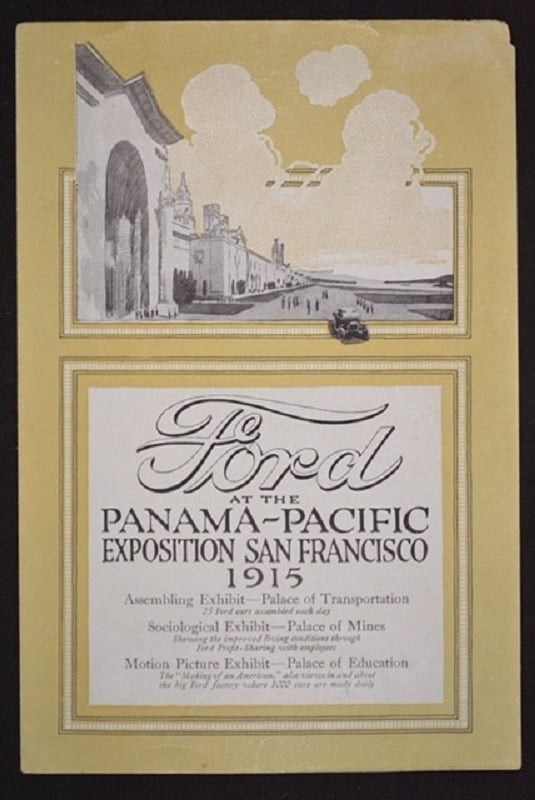 Ford
AT THE
PANAMA-PACIFIC
EXPOSITION SAN FRANCISCO
1915
Assembling Exhibit—Palace of Transportation
25 Ford cars assembled each day
Sociological Exhibit—Palace of Mines
Showing the improved living conditions through
Ford Profit-Sharing with employees
Motion Picture Exhibit—Palace of Education
The "Making of an American," also views in and about
the big Ford factory where 1000 cars are made daily